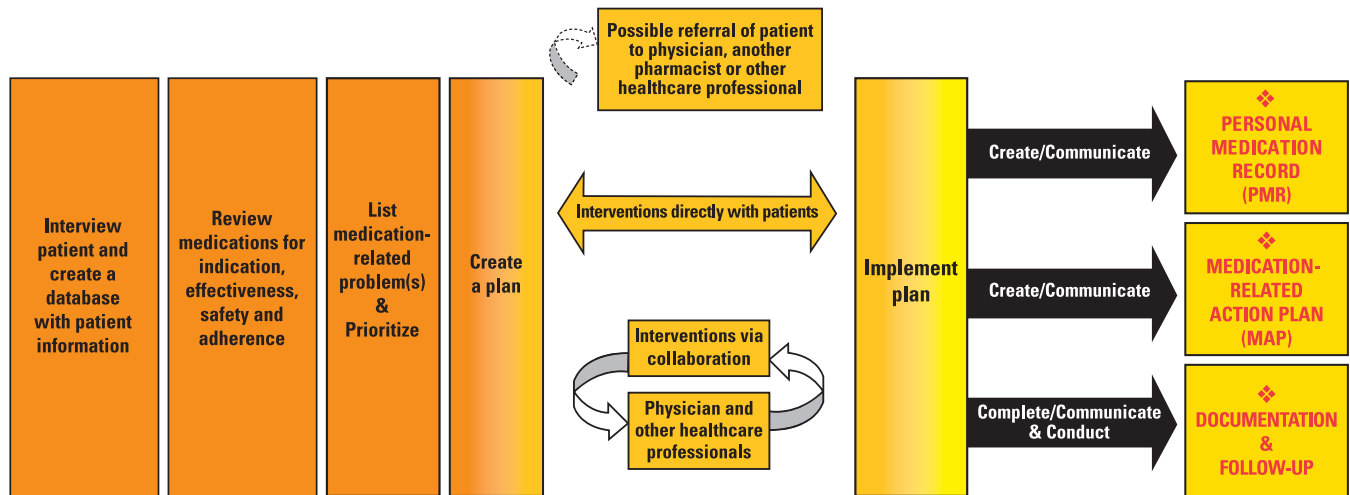 Interview
patient and
create a
database
with patient
information
Review
medications for
indication,
effectiveness,
safety and
adherence
List
medication-
related
problem(s)
&
Prioritize
Create
a plan
Possible referral of patient
to physician, another
pharmacist or other
healthcare professional
Interventions directly with patients
Interventions via
collaboration
Physician and
other healthcare
professionals
Implement
plan
Create/Communicate
❖
PERSONAL
MEDICATION
RECORD
(PMR)
Create/Communicate
❖
MEDICATION-
RELATED
ACTION PLAN
(MAP)
Complete/Communicate
& Conduct
❖
DOCUMENTATION
&
FOLLOW-UP